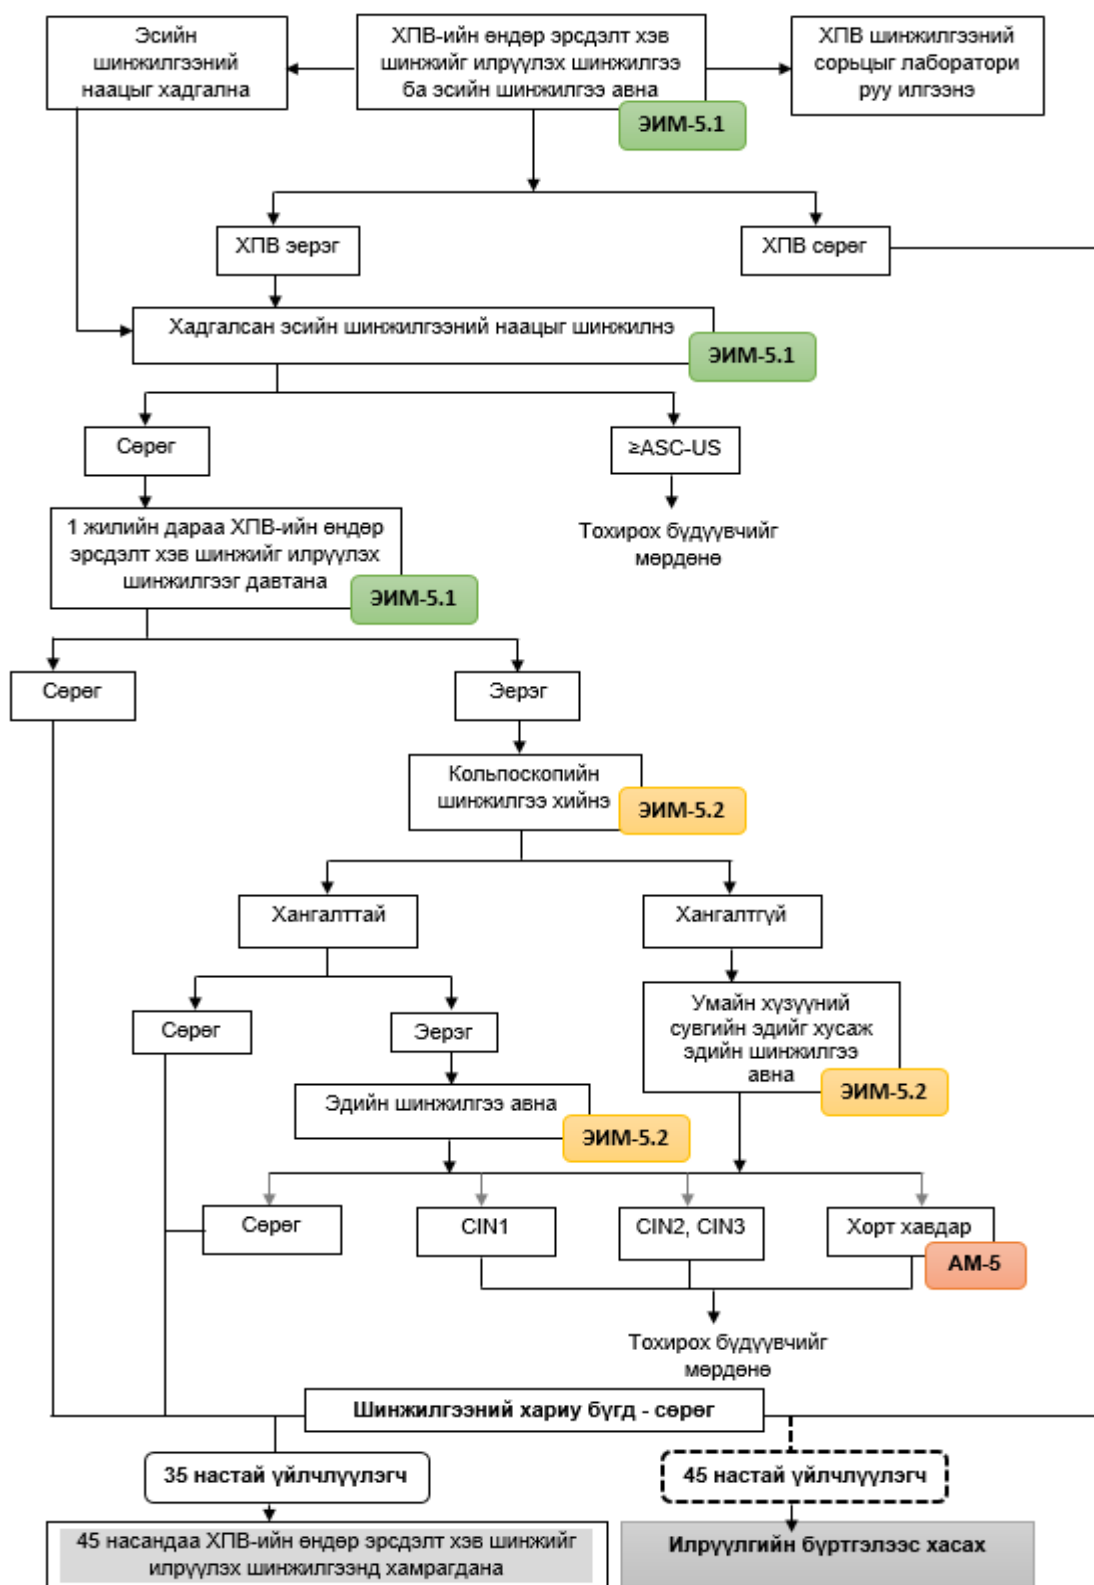 Эсийн
шинжилгээний
наацыг хадгална
ХПВ-ийн өндөр эрсдэлт хэв
шинжийг илрүүлэх шинжилгээ
ба эсийн шинжилгээ авна
ЭИМ-5.1
ХПВ шинжилгээний
сорьцыг лаборатори
руу илгээнэ
ХПВ эерэг
ХПВ сөрөг
Хадгалсан эсийн шинжилгээний наацыг шинжилнэ
ЭИМ-5.1
Сөрөг
≥ASC-US
1 жилийн дараа ХПВ-ийн өндөр
эрсдэлт хэв шинжийг илрүүлэх
шинжилгээг давтана
ЭИМ-5.1
Тохирох бүдүүвчийг
мөрдөнө
Сөрөг
Эерэг
Кольпоскопийн
шинжилгээ хийнэ
ЭИМ-5.2
Хангалттай
Хангалтгүй
Сөрөг
Эерэг
Умайн хүзүүний
сувгийн эдийг хусаж
эдийн шинжилгээ
авна
ЭИМ-5.2
Эдийн шинжилгээ авна
ЭИМ-5.2
Сөрөг
CIN1
CIN2, CIN3
Хорт хавдар
АМ-5
Тохирох бүдүүвчийг
мөрдөнө
Шинжилгээний хариу бүгд - сөрөг
35 настай үйлчлүүлэгч
45 настай үйлчлүүлэгч
45 насандаа ХПВ-ийн өндөр эрсдэлт хэв шинжийг
илрүүлэх шинжилгээнд хамрагдана
Илрүүлгийн бүртгэлээс хасах